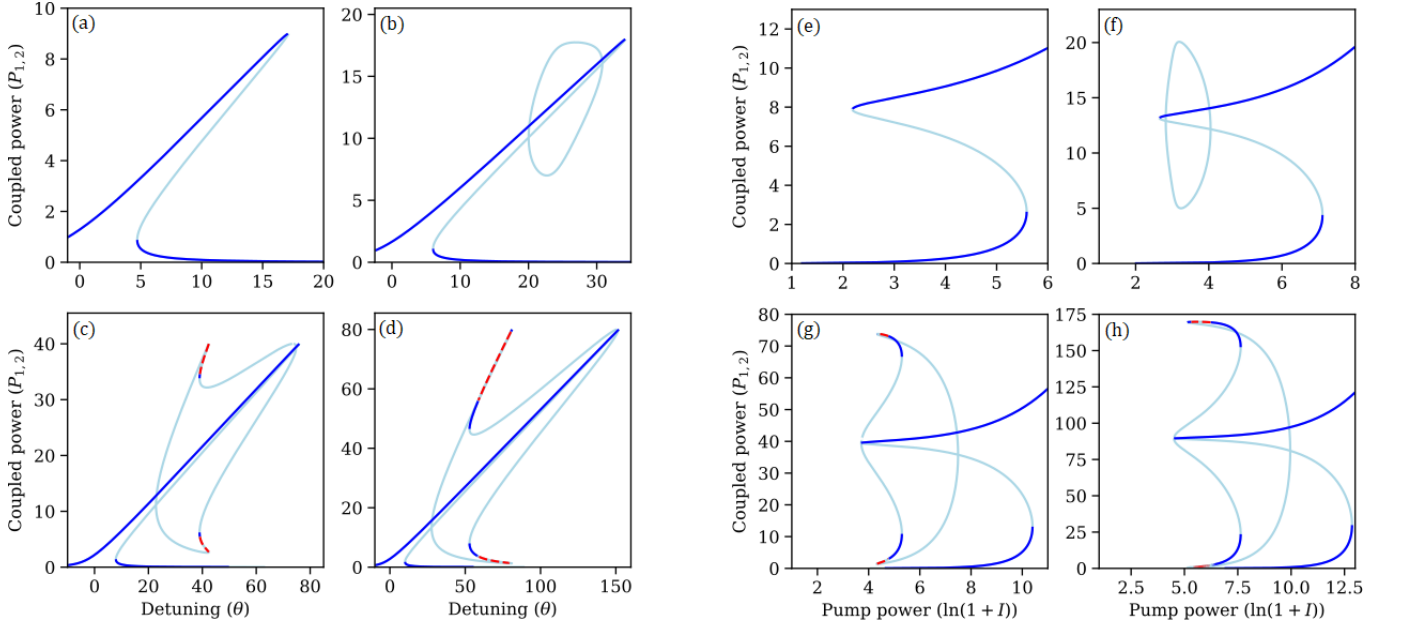 (a)
10
8
6
4
2
0
0 5 10 15 20
Coupled power (P1,2)
(b)
20
15
10
5
0
0 10 20 30
(e)
12
10
8
6
4
2
0
1 2 3 4 5 6
Coupled power (P1,2)
(f)
20
15
10
5
0
2 4 6 8
(c)
40
30
20
10
0
0 20 40 60 80
Coupled power (P1,2)
Detuning (θ)
(d)
80
60
40
20
0
0 50 100 150
Detuning (θ)
(g)
80
70
60
50
40
30
20
10
0
2 4 6 8 10
Coupled power (P1,2)
Pump power (ln(1 + I))
(h)
175
150
125
100
75
50
25
0
2.5 5.0 7.5 10.0 12.5
Pump power (ln(1 + I))